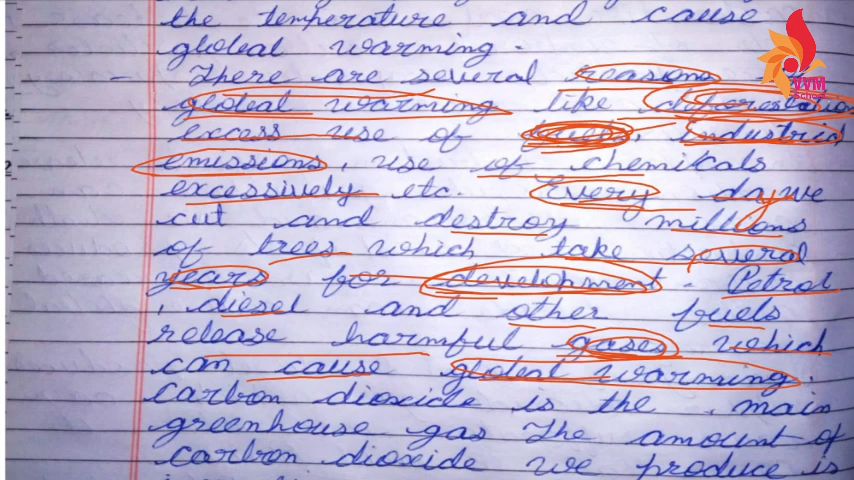 the temperature and cause
global warming.
- There are several reasons
global warming like
excess use of fuels, industrial
emissions, use of chemikals
excessively etc. Every day we
cut and destroy millions
of trees which take several
years for development. Petrol
, diesel and other fuels
release harmful gases which
can cause global warming.
Carbon dioxide is the main
greenhouse gas The amount of
carbon dioxide we produce is
VVM